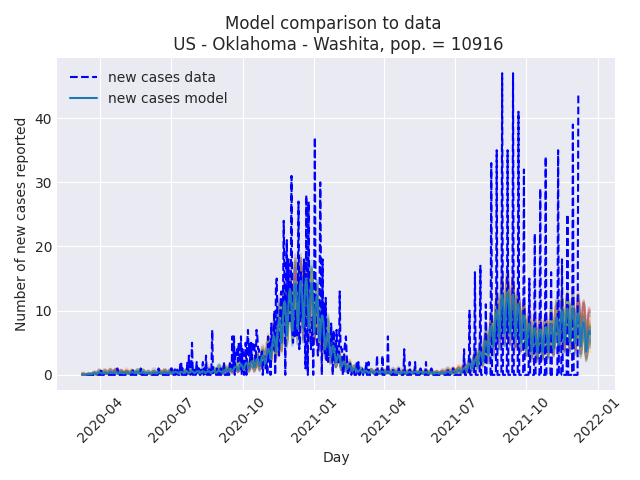 Model comparison to data
US - Oklahoma - Washita, pop. = 10916
new cases data
new cases model
Number of new cases reported
40
30
20
10
0
2020-04
2020-07
2020-10
2021-01
2021-04
2021-07
2021-10
2022-01
Day